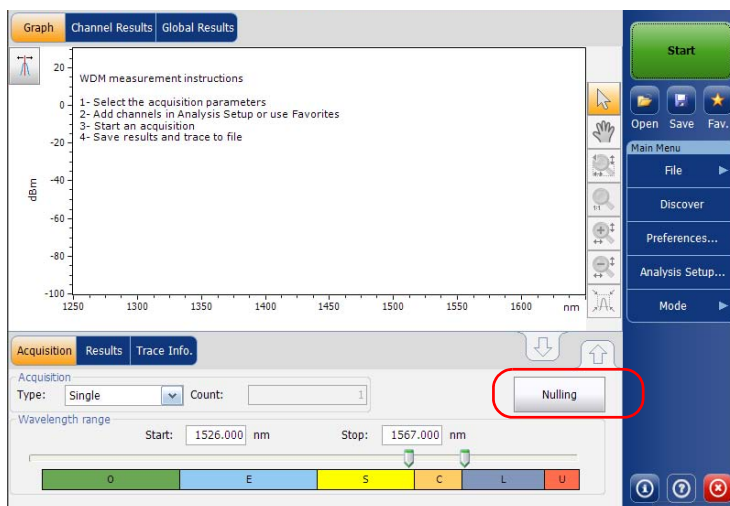 Graph Channel Results Global Results
Start
20
WDM measurement instructions
1- Select the acquisition parameters
2- Add channels in Analysis Setup or use Favorites
3- Start an acquisition
4- Save results and trace to file
0
-20
-40
-60
-80
-100
dBm
1250 1300 1350 1400 1450 1500 1550 1600 nm
1:1
Open Save Fav.
Main Menu
File
Discover
Preferences...
Analysis Setup...
Mode
Acquisition Results Trace Info.
Acquisition
Type: Single Count: 1
Nulling
Wavelength range
Start: 1526.000 nm Stop: 1567.000 nm
O E S C L U